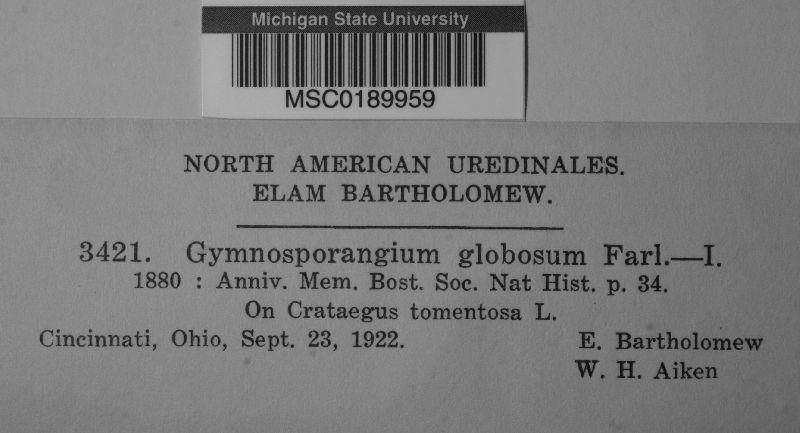 Michigan State University
MSC0189959
NORTH AMERICAN UREDINALES.
ELAM BARTHOLOMEW.
3421. Gymnosporangium globosum Farl.—I.
1880 : Anniv. Mem. Bost. Soc. Nat Hist. p. 34.
On Crataegus tomentosa L.
Cincinnati, Ohio, Sept. 23, 1922. E. Bartholomew
W. H. Aiken